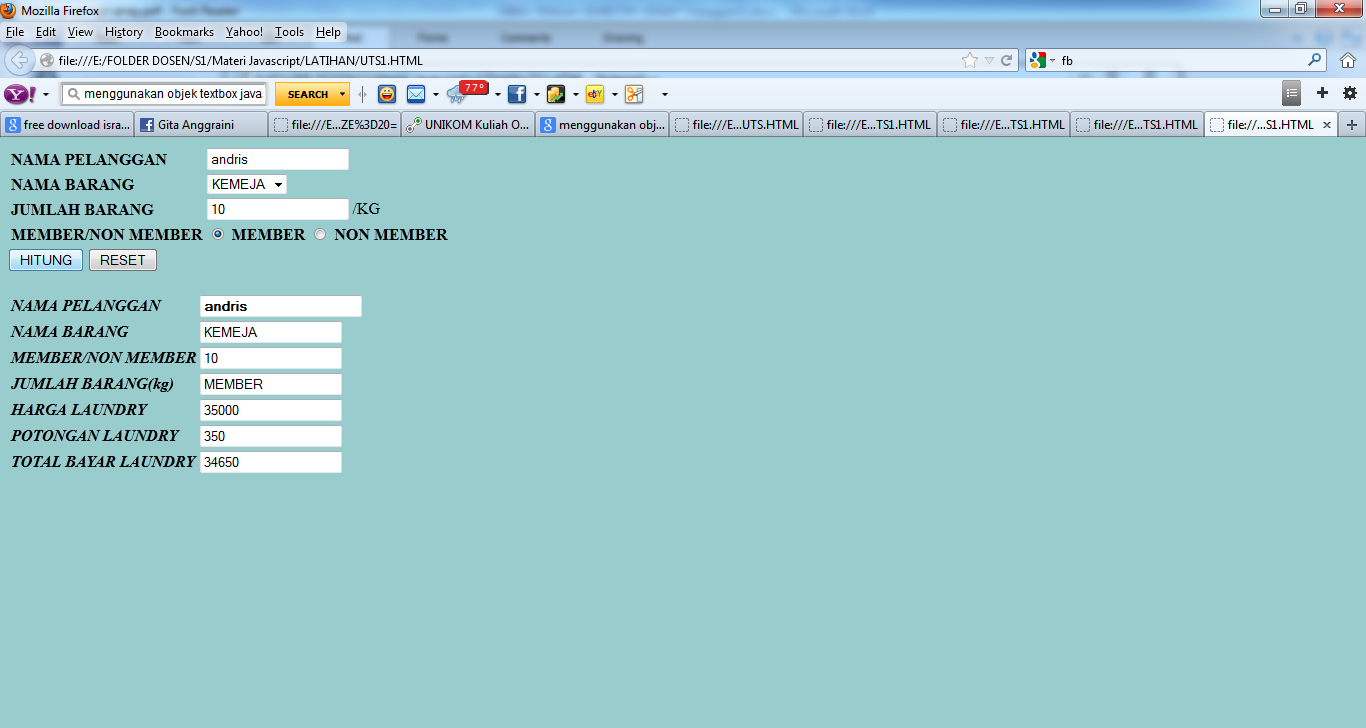 Mozilla Firefox
File Edit View History Bookmarks Yahoo! Tools Help
file:///E:/FOLDER DOSEN/S1/Materi Javascript/LATIHAN/UTS1.HTML
fb
Y! menggunakan objek textbox java SEARCH 77° ebY
free download isra... Gita Anggraini file:///E...ZE%3D20= UNIKOM Kuliah O... menggunakan obj... file:///E...UTS.HTML file:///E...TS1.HTML file:///E...TS1.HTML file:///E...TS1.HTML file://...S1.HTML
NAMA PELANGGAN andris
NAMA BARANG KEMEJA
JUMLAH BARANG 10 /KG
MEMBER/NON MEMBER MEMBER NON MEMBER
HITUNG RESET
NAMA PELANGGAN andris
NAMA BARANG KEMEJA
MEMBER/NON MEMBER 10
JUMLAH BARANG(kg) MEMBER
HARGA LAUNDRY 35000
POTONGAN LAUNDRY 350
TOTAL BAYAR LAUNDRY 34650